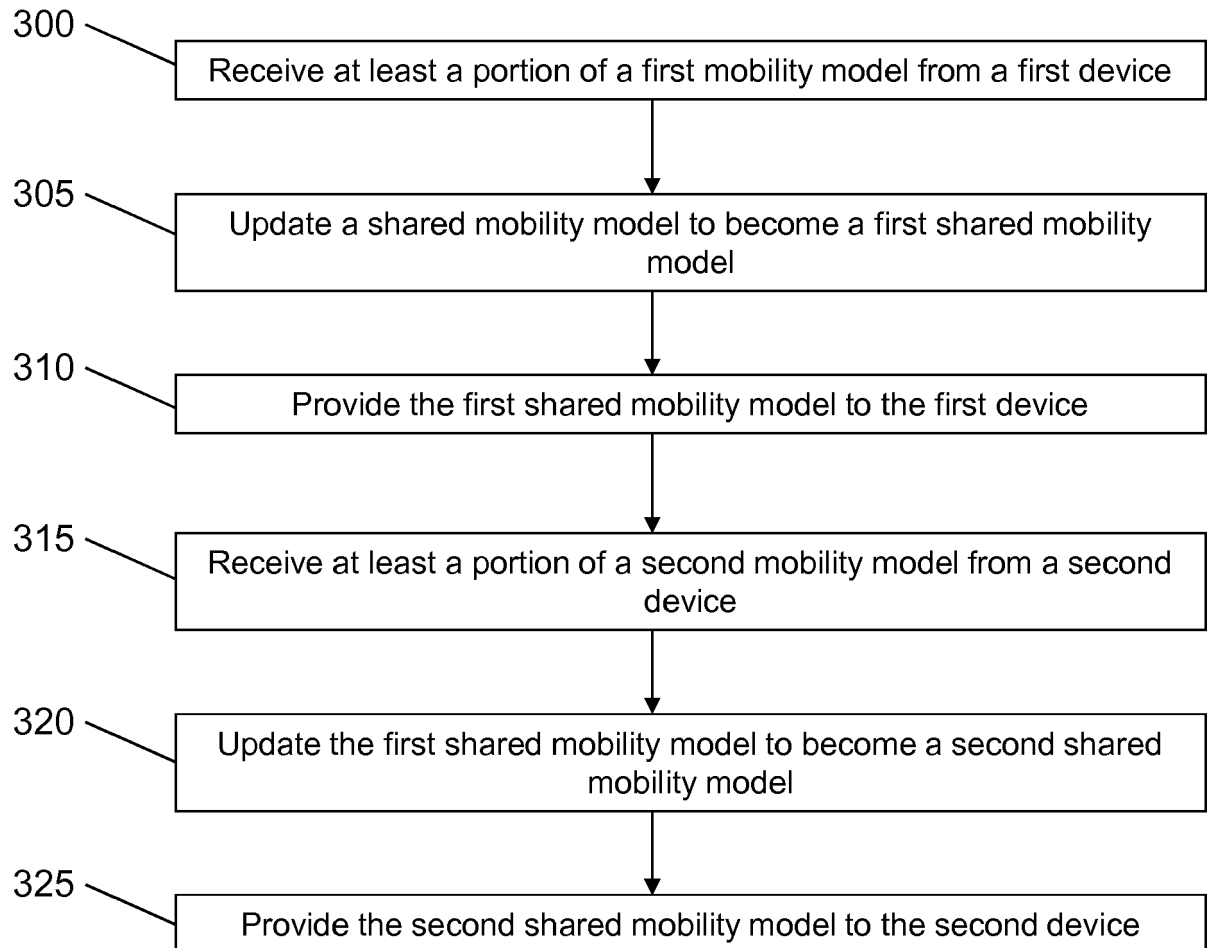 300
Receive at least a portion of a first mobility model from a first device
305
Update a shared mobility model to become a first shared mobility
model
310
Provide the first shared mobility model to the first device
315
Receive at least a portion of a second mobility model from a second
device
320
Update the first shared mobility model to become a second shared
mobility model
325
Provide the second shared mobility model to the second device